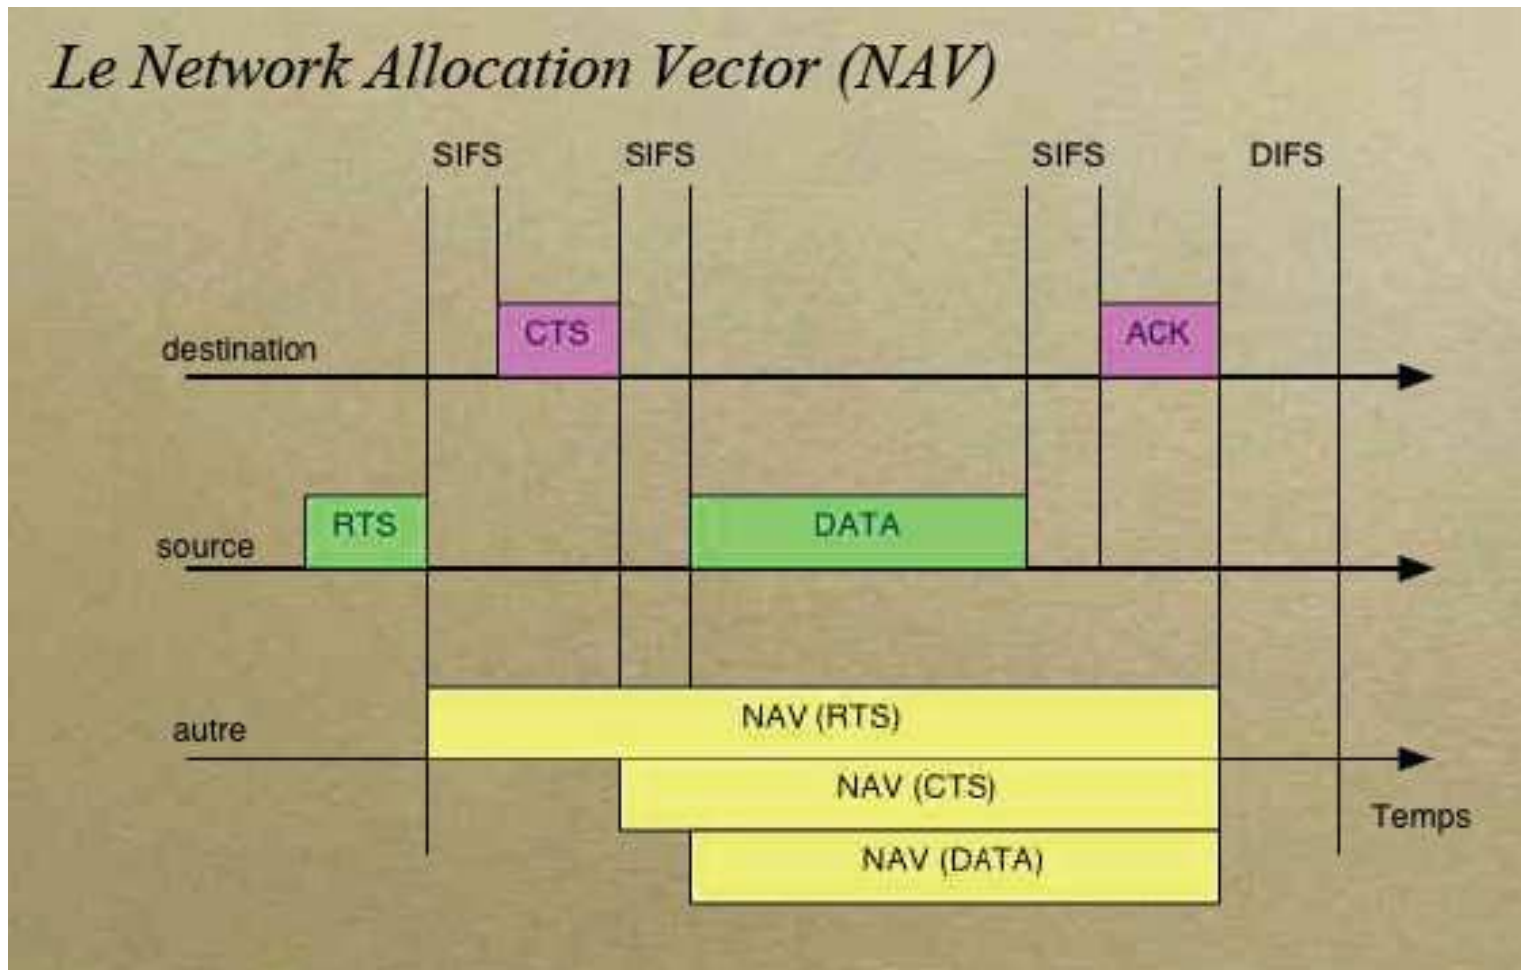 Le Network Allocation Vector (NAV)
SIFS SIFS SIFS DIFS
CTS ACK
destination
RTS DATA
source
NAV (RTS)
autre
NAV (CTS)
Temps
NAV (DATA)